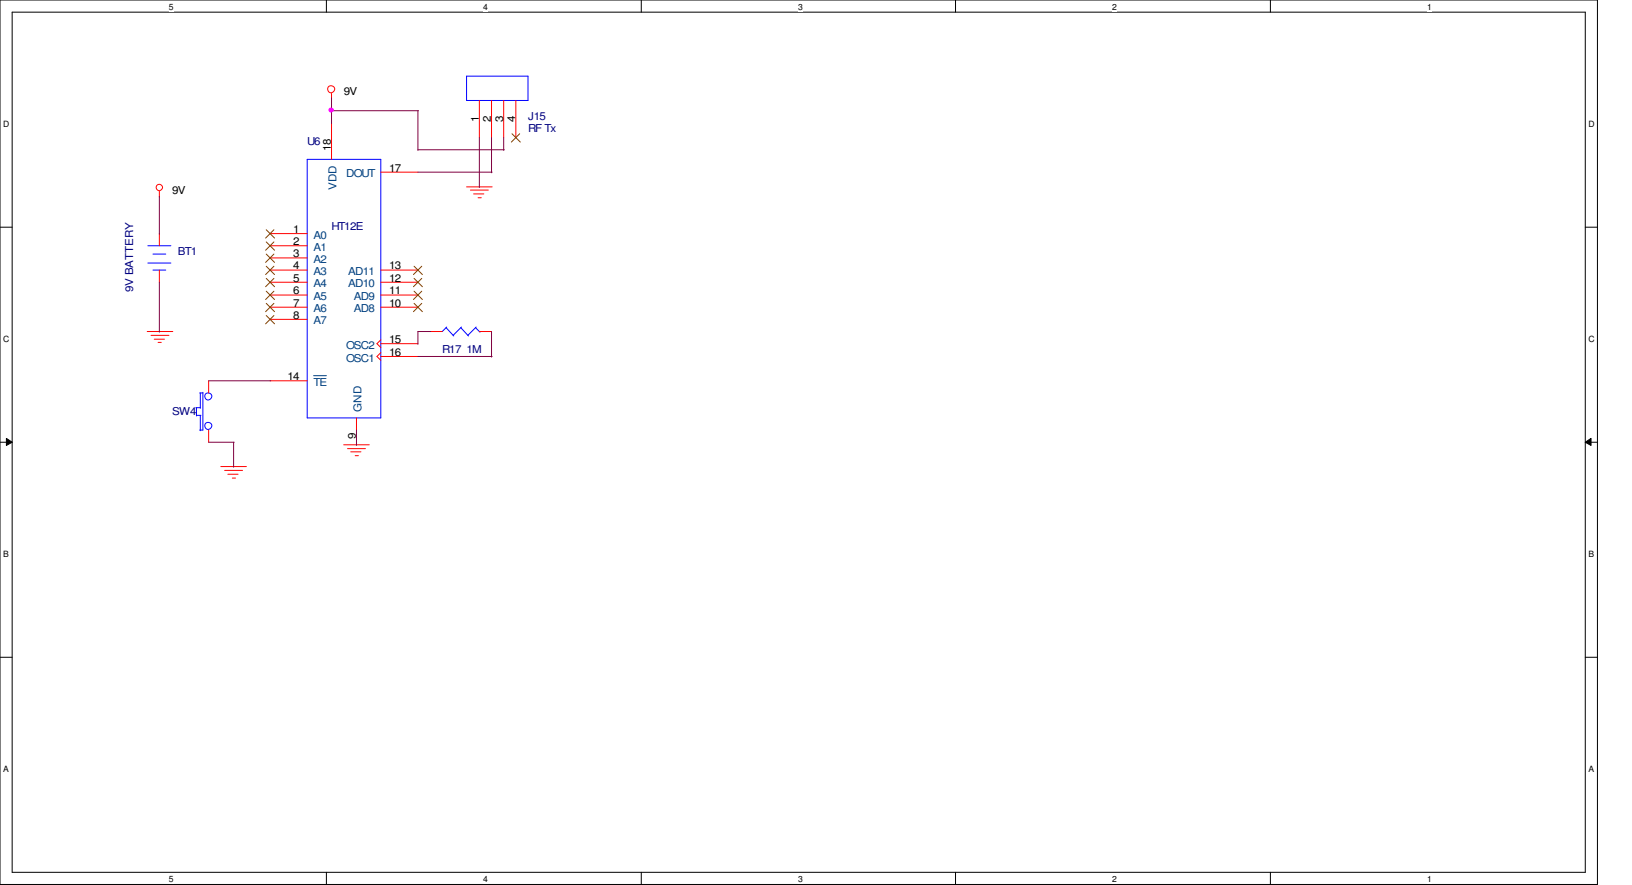 5 4 3 2 1
D D
C C
B B
A A
9V
J15
RF Tx
1 2 3 4
U6
18
VDD
DOUT 17
HT12E
9V
9V BATTERY
BT1
1 A0
2 A1
3 A2
4 A3
5 A4
6 A5
7 A6
8 A7
AD11 13
AD10 12
AD9 11
AD8 10
OSC2 15
OSC1 16
R17 1M
14 TE
GND
9
SW4
5 4 3 2 1